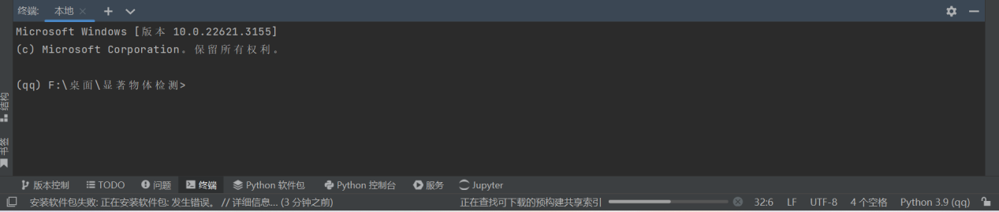 终端: 本地
Microsoft Windows [版本 10.0.22621.3155]
(c) Microsoft Corporation。保留所有权利。
(qq) F:\桌面\显著物体检测>
结构
书签
版本控制 TODO 问题 终端 Python 软件包 Python 控制台 服务 Jupyter
安装软件包失败: 正在安装软件包: 发生错误。 // 详细信息... (3 分钟之前) 正在查找可下载的预构建共享索引 32:6 LF UTF-8 4 个空格 Python 3.9 (qq)